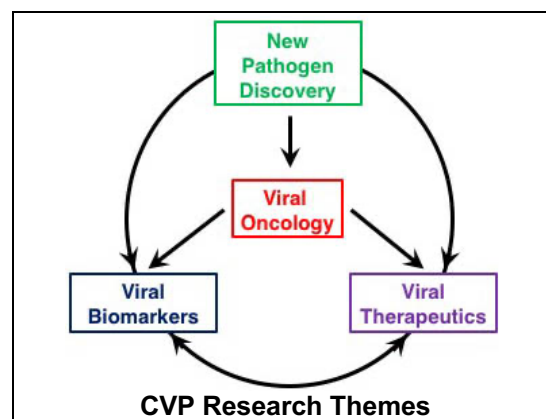 New
Pathogen
Discovery
Viral
Oncology
Viral
Biomarkers
Viral
Therapeutics
CVP Research Themes